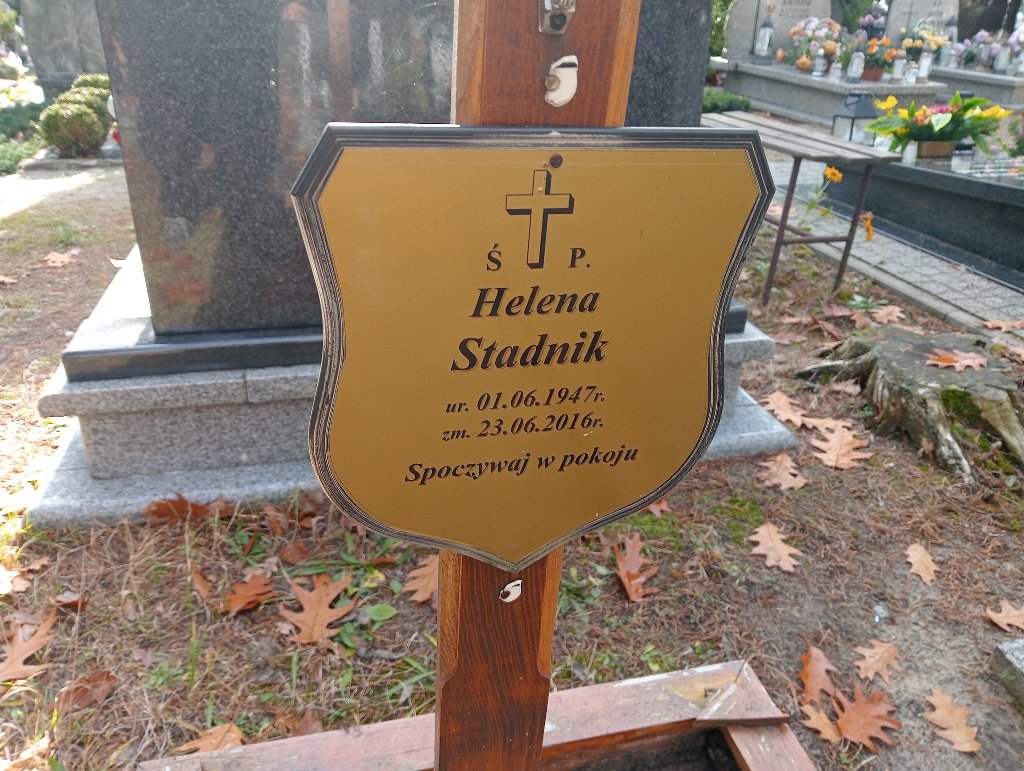 Ś P.
Helena
Stadnik
ur. 01.06.1947r.
zm. 23.06.2016r.
Spoczywaj w pokoju